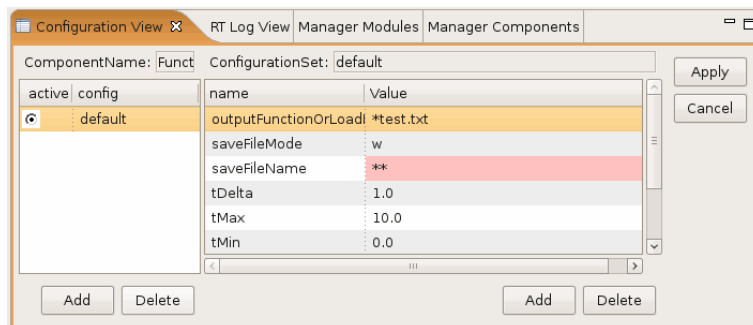 Configuration View RT Log View Manager Modules Manager Components
ComponentName: Funct ConfigurationSet: default Apply
active config name Value Cancel
default outputFunctionOrLoad *test.txt
saveFileMode w
saveFileName **
tDelta 1.0
tMax 10.0
tMin 0.0
Add Delete Add Delete